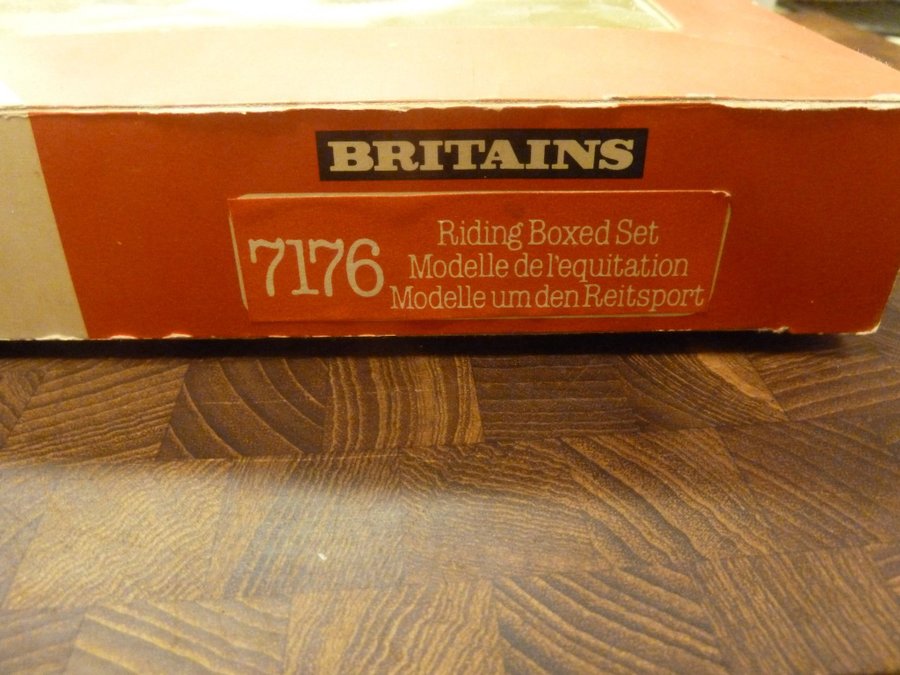 BRITAINS
7176
Riding Boxed Set
Modelle de l'equitation
Modelle um den Reitsport